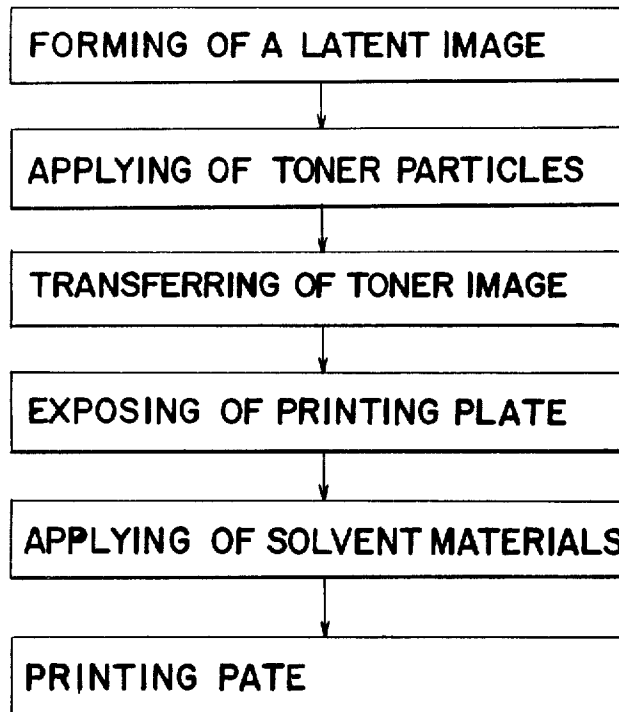 FORMING OF A LATENT IMAGE
APPLYING OF TONER PARTICLES
TRANSFERRING OF TONER IMAGE
EXPOSING OF PRINTING PLATE
APPLYING OF SOLVENT MATERIALS
PRINTING PATE